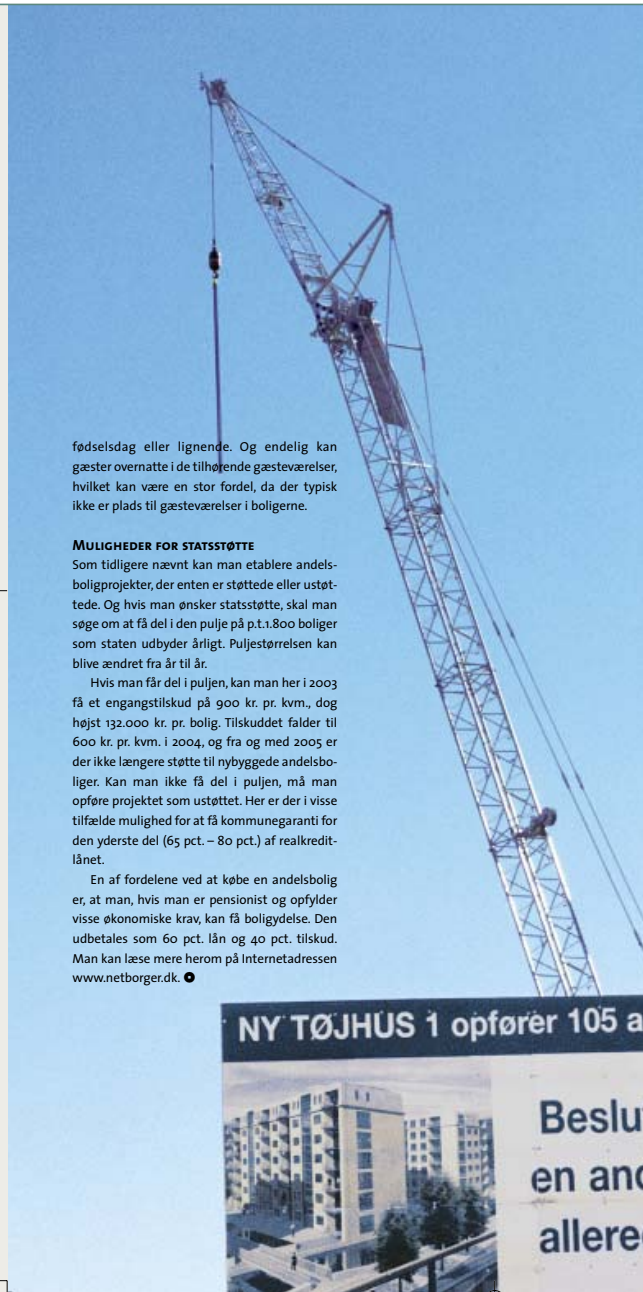 fødselsdag eller lignende. Og endelig kan
gæster overnatte i de tilhørende gæsteværelser,
hvilket kan være en stor fordel, da der typisk
ikke er plads til gæsteværelser i boligerne.
MULIGHEDER FOR STATSSTØTTE
Som tidligere nævnt kan man etablere andels-
boligprojekter, der enten er støttede eller ustøt-
tede. Og hvis man ønsker statsstøtte, skal man
søge om at få del i den pulje på p.t.1.800 boliger
som staten udbyder årligt. Puljestørrelsen kan
blive ændret fra år til år.
Hvis man får del i puljen, kan man her i 2003
få et engangstilskud på 900 kr. pr. kvm., dog
højst 132.000 kr. pr. bolig. Tilskuddet falder til
600 kr. pr. kvm. i 2004, og fra og med 2005 er
der ikke længere støtte til nybyggede andelsbo-
liger. Kan man ikke få del i puljen, må man
opføre projektet som ustøttet. Her er der i visse
tilfælde mulighed for at få kommunegaranti for
den yderste del (65 pct. – 80 pct.) af realkredit-
lånet.
En af fordelene ved at købe en andelsbolig
er, at man, hvis man er pensionist og opfylder
visse økonomiske krav, kan få boligydelse. Den
udbetales som 60 pct. lån og 40 pct. tilskud.
Man kan læse mere herom på Internetadressen
www.netborger.dk.
NY TØJHUS 1 opfører 105 a
Beslu
en and
allere